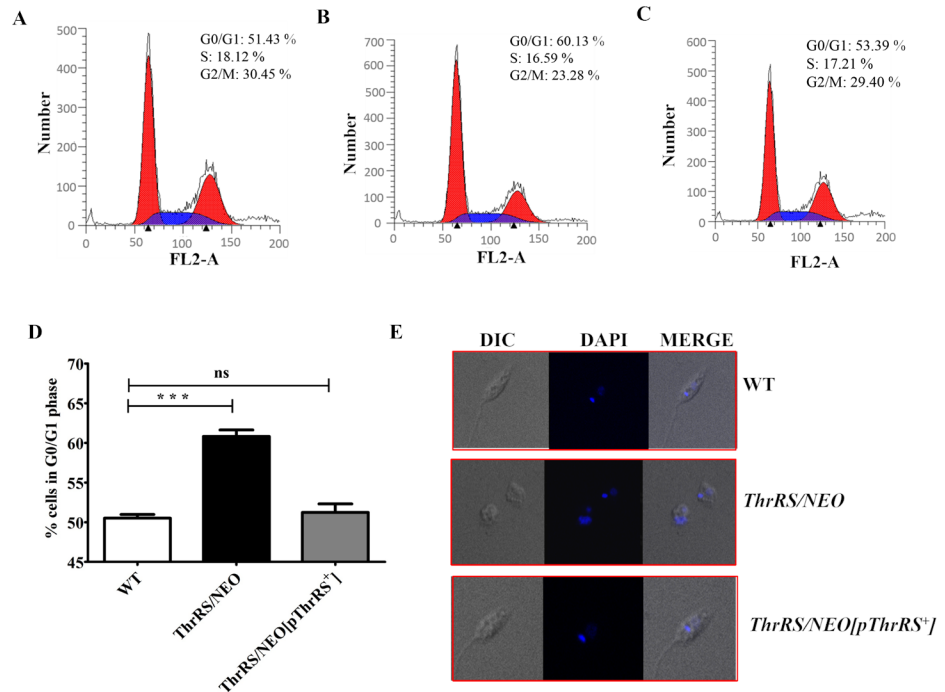 A
G0/G1: 51.43 %
S: 18.12 %
G2/M: 30.45 %
500
400
300
200
100
0
Number
0 50 100 150 200
FL2-A
B
G0/G1: 60.13 %
S: 16.59 %
G2/M: 23.28 %
700
600
500
400
300
200
100
0
Number
0 50 100 150 200
FL2-A
C
G0/G1: 53.39 %
S: 17.21 %
G2/M: 29.40 %
600
500
400
300
200
100
0
Number
0 50 100 150 200
FL2-A
D
70
65
60
55
50
45
% cells in G0/G1 phase
ns
* * *
WT
ThrRS/NEO
ThrRS/NEO[pThrRS+]
E
DIC DAPI MERGE
WT
ThrRS/NEO
ThrRS/NEO[pThrRS+]